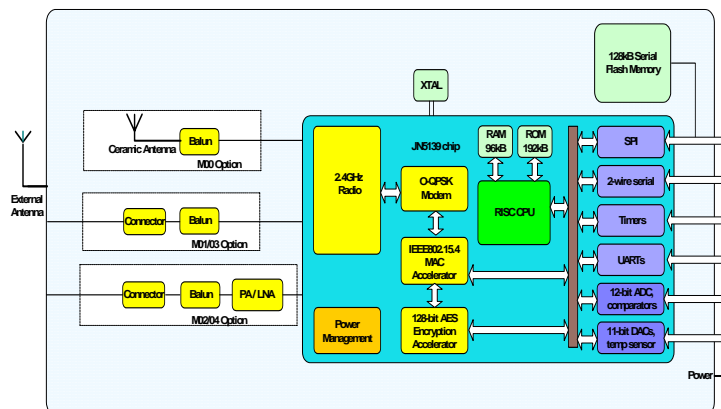 128kB Serial
Flash Memory
XTAL
Ceramic Antenna
Balun
M00 Option
External
Antenna
Connector
Balun
M01/03 Option
Connector
Balun
PA / LNA
M02/04 Option
JN5139 chip
2.4GHz
Radio
O-QPSK
Modem
IEEE802.15.4
MAC
Accelerator
128-bit AES
Encryption
Accelerator
Power
Management
RAM
96kB
ROM
192kB
RISC CPU
SPI
2-wire serial
Timers
UARTs
12-bit ADC,
comparators
11-bit DACs,
temp sensor
Power